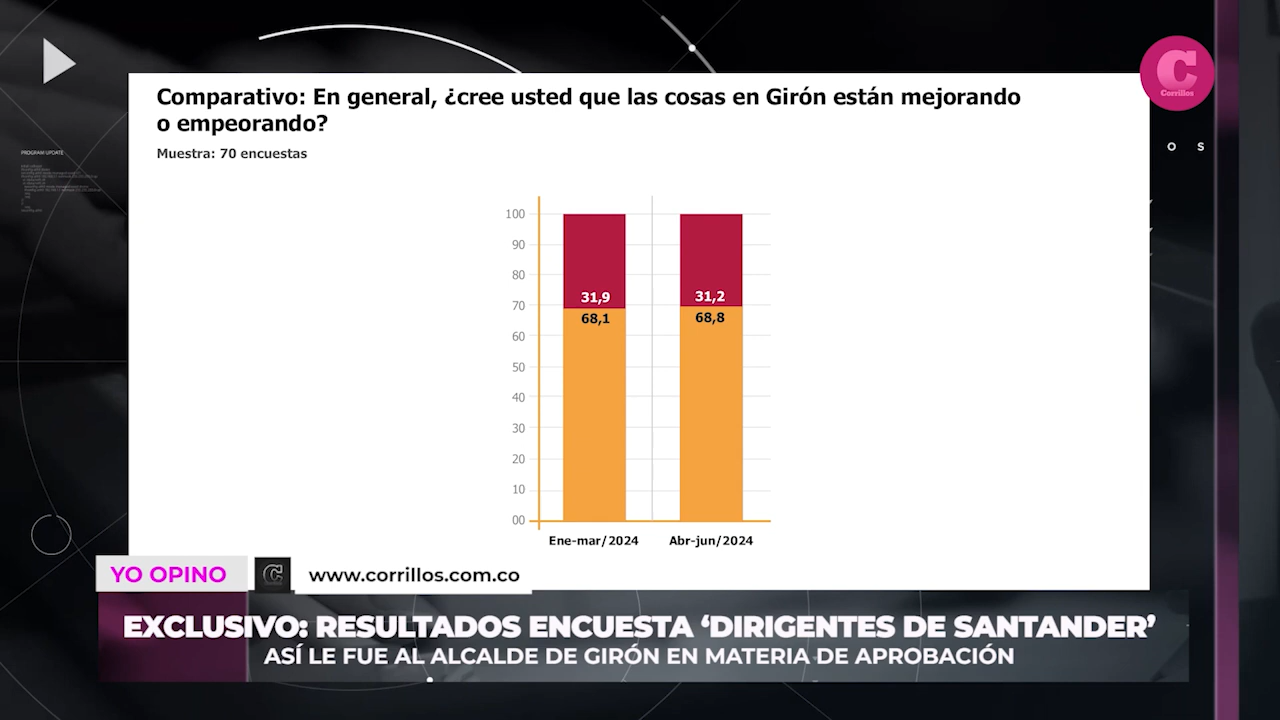 Comparativo: En general, ¿cree usted que las cosas en Girón están mejorando
o empeorando?
Muestra: 70 encuestas
C
Corrillos
PROGRAM UPDATE
O S
100
90
80
70
60
50
40
30
20
10
00
31,9
68,1
31,2
68,8
Ene-mar/2024
Abr-jun/2024
YO OPINO
C
www.corrillos.com.co
EXCLUSIVO: RESULTADOS ENCUESTA ‘DIRIGENTES DE SANTANDER’
ASÍ LE FUE AL ALCALDE DE GIRÓN EN MATERIA DE APROBACIÓN